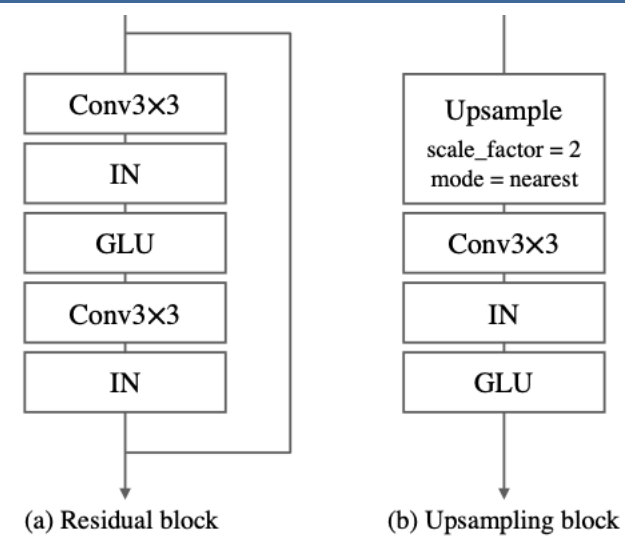 Conv3×3
IN
GLU
Conv3×3
IN
(a) Residual block
Upsample
scale_factor = 2
mode = nearest
Conv3×3
IN
GLU
(b) Upsampling block